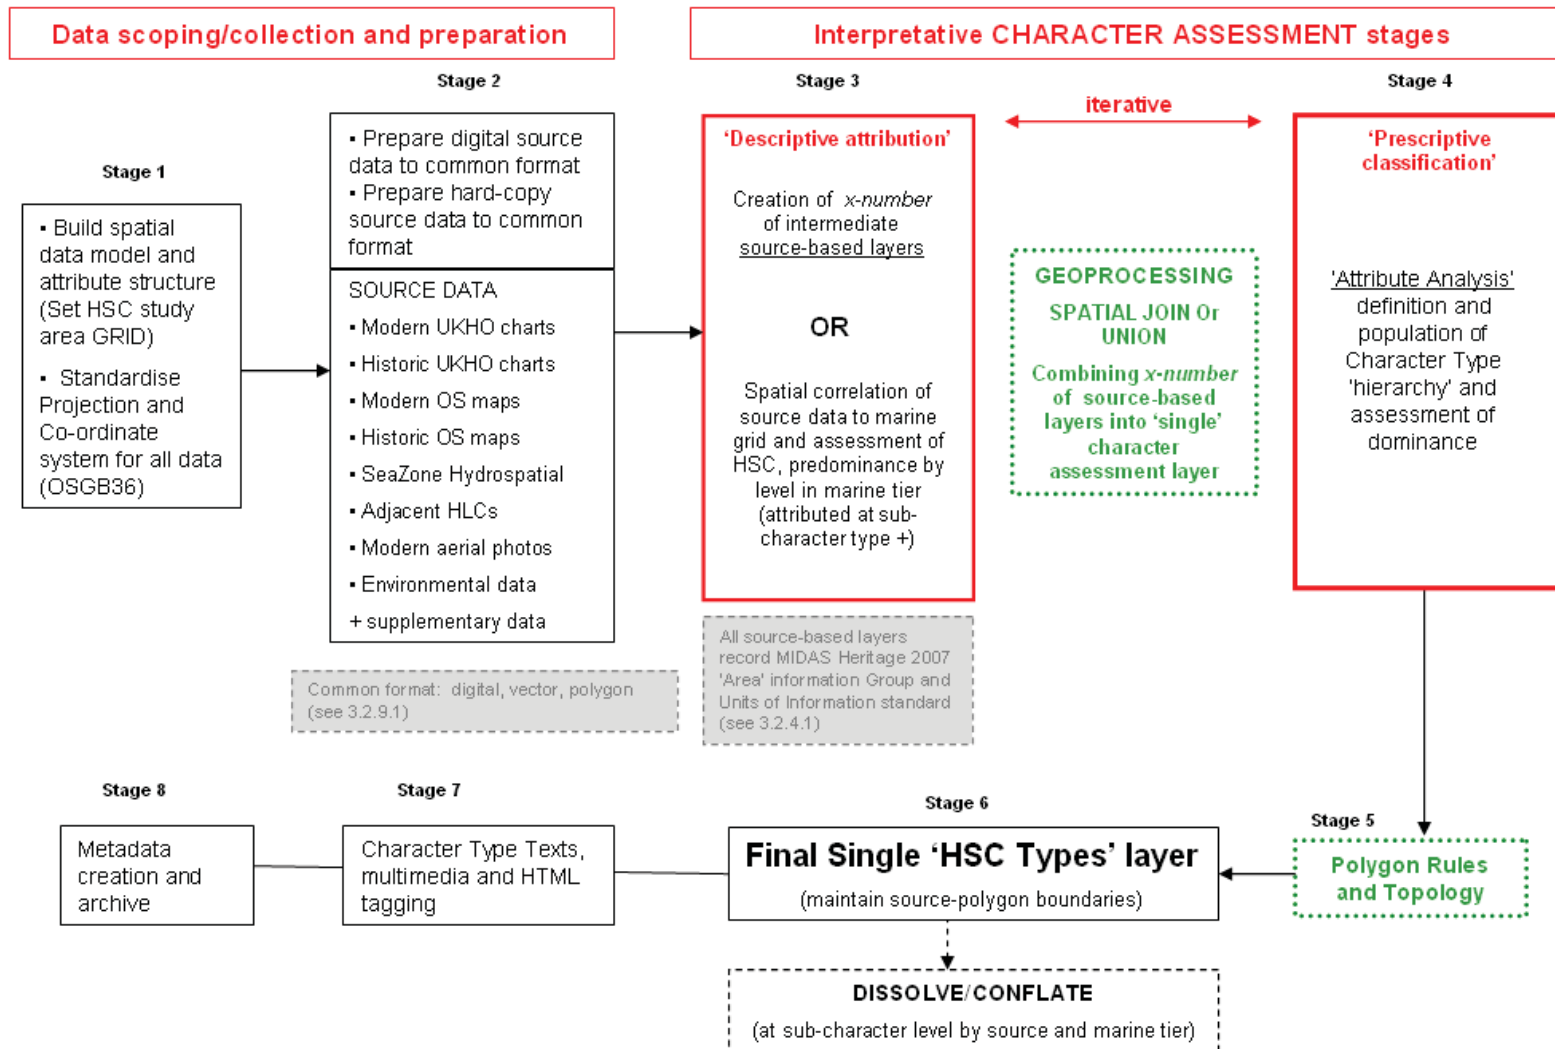 Data scoping/collection and preparation
Interpretative CHARACTER ASSESSMENT stages
Stage 1
▪ Build spatial
data model and
attribute structure
(Set HSC study
area GRID)
▪ Standardise
Projection and
Co-ordinate
system for all data
(OSGB36)
Stage 2
▪ Prepare digital source
data to common format
▪ Prepare hard-copy
source data to common
format
SOURCE DATA
▪ Modern UKHO charts
▪ Historic UKHO charts
▪ Modern OS maps
▪ Historic OS maps
▪ SeaZone Hydrospatial
▪ Adjacent HLCs
▪ Modern aerial photos
▪ Environmental data
+ supplementary data
Common format: digital, vector, polygon
(see 3.2.9.1)
Stage 3
‘Descriptive attribution’
Creation of x-number
of intermediate
source-based layers
OR
Spatial correlation of
source data to marine
grid and assessment of
HSC, predominance by
level in marine tier
(attributed at sub-
character type +)
All source-based layers
record MIDAS Heritage 2007
'Area' information Group and
Units of Information standard
(see 3.2.4.1)
iterative
GEOPROCESSING
SPATIAL JOIN Or
UNION
Combining x-number
of source-based
layers into ‘single’
character
assessment layer
Stage 4
‘Prescriptive
classification’
'Attribute Analysis'
definition and
population of
Character Type
'hierarchy' and
assessment of
dominance
Stage 5
Polygon Rules
and Topology
Stage 6
Final Single ‘HSC Types’ layer
(maintain source-polygon boundaries)
DISSOLVE/CONFLATE
(at sub-character level by source and marine tier)
Stage 7
Character Type Texts,
multimedia and HTML
tagging
Stage 8
Metadata
creation and
archive